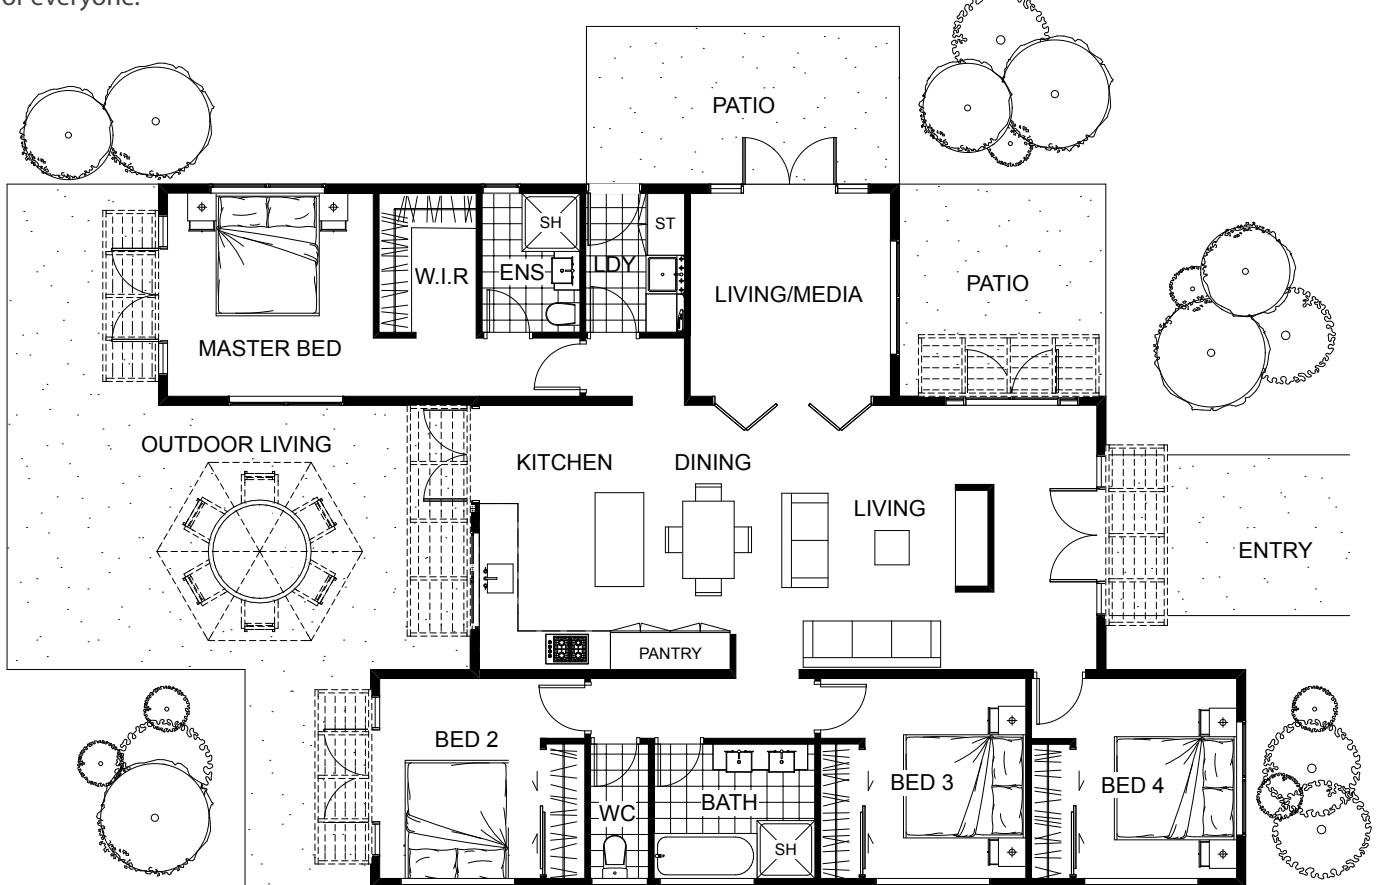 or everyone.
PATIO
SH
ST
W.I.R
ENS
LDY
LIVING/MEDIA
PATIO
MASTER BED
OUTDOOR LIVING
KITCHEN
DINING
LIVING
ENTRY
PANTRY
BED 2
WC
BATH
SH
BED 3
BED 4